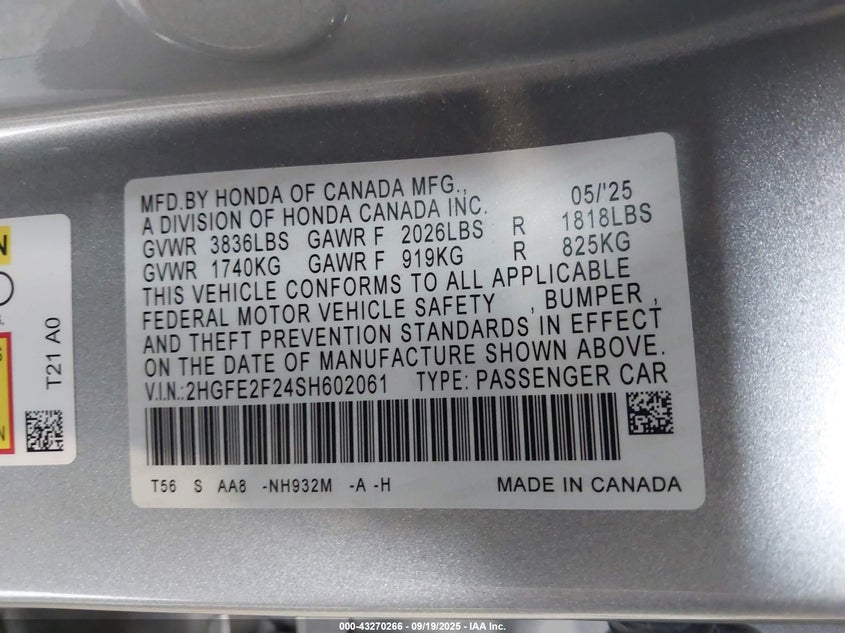 MFD.BY HONDA OF CANADA MFG., 05/'25
A DIVISION OF HONDA CANADA INC.
GVWR 3836LBS GAWR F 2026LBS R 1818LBS
GVWR 1740KG GAWR F 919KG R 825KG
THIS VEHICLE CONFORMS TO ALL APPLICABLE
FEDERAL MOTOR VEHICLE SAFETY , BUMPER ,
AND THEFT PREVENTION STANDARDS IN EFFECT
ON THE DATE OF MANUFACTURE SHOWN ABOVE.
V.I.N.:2HGFE2F24SH602061 TYPE: PASSENGER CAR
T56 S AA8 -NH932M -A -H MADE IN CANADA
T21 A0
000-43270266 - 09/19/2025 - IAA Inc.